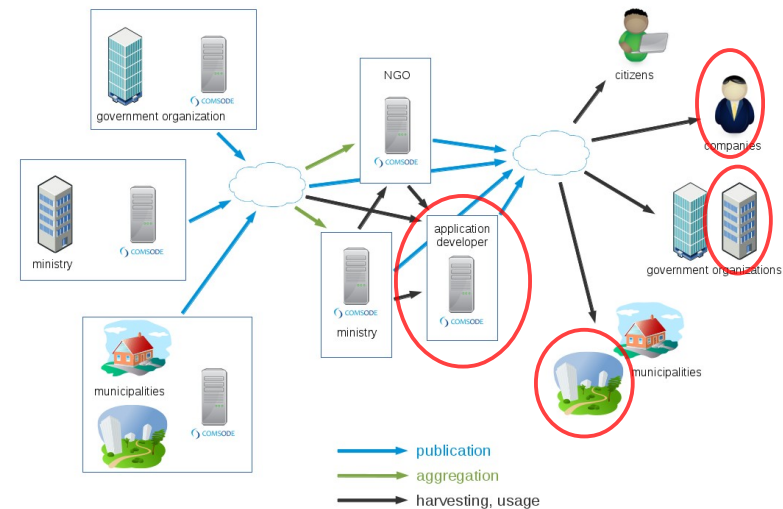 government organization
COMSODE
ministry
COMSODE
municipalities
COMSODE
NGO
COMSODE
ministry
COMSODE
application
developer
COMSODE
citizens
companies
government organizations
municipalities
publication
aggregation
harvesting, usage